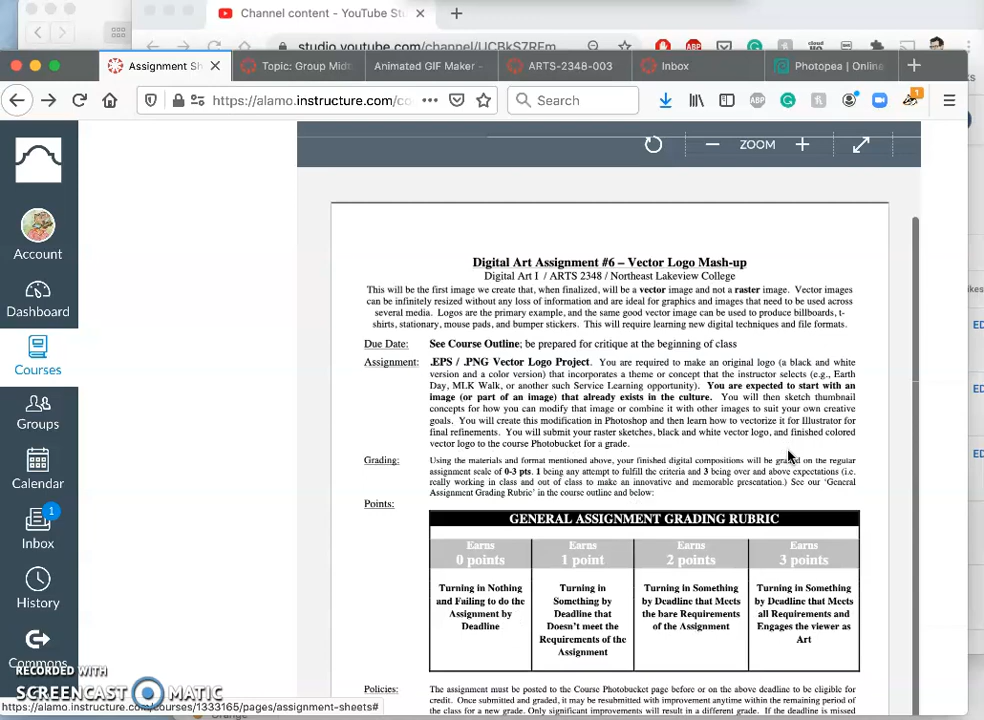 Channel content - YouTube St
studio.youtube.com/channel/UCBkS7RFm
Assignment Sh
Topic: Group Midt
Animated GIF Maker -
ARTS-2348-003
Inbox
Photopea | Online
https://alamo.instructure.com/co
Search
ABP
1
ZOOM
Account
Dashboard
Courses
Groups
Calendar
1
Inbox
History
Commons
Digital Art Assignment #6 – Vector Logo Mash-up
Digital Art I / ARTS 2348 / Northeast Lakeview College
This will be the first image we create that, when finalized, will be a vector image and not a raster image. Vector images
can be infinitely resized without any loss of information and are ideal for graphics and images that need to be used across
several media. Logos are the primary example, and the same good vector image can be used to produce billboards, t-
shirts, stationary, mouse pads, and bumper stickers. This will require learning new digital techniques and file formats.
Due Date: See Course Outline; be prepared for critique at the beginning of class
Assignment: .EPS / .PNG Vector Logo Project. You are required to make an original logo (a black and white
version and a color version) that incorporates a theme or concept that the instructor selects (e.g., Earth
Day, MLK Walk, or another such Service Learning opportunity). You are expected to start with an
image (or part of an image) that already exists in the culture. You will then sketch thumbnail
concepts for how you can modify that image or combine it with other images to suit your own creative
goals. You will create this modification in Photoshop and then learn how to vectorize it for Illustrator for
final refinements. You will submit your raster sketches, black and white vector logo, and finished colored
vector logo to the course Photobucket for a grade.
Grading: Using the materials and format mentioned above, your finished digital compositions will be graded on the regular
assignment scale of 0-3 pts. 1 being any attempt to fulfill the criteria and 3 being over and above expectations (i.e.
really working in class and out of class to make an innovative and memorable presentation.) See our 'General
Assignment Grading Rubric' in the course outline and below:
Points:
GENERAL ASSIGNMENT GRADING RUBRIC
Earns
0 points
Earns
1 point
Earns
2 points
Earns
3 points
Turning in Nothing
and Failing to do the
Assignment by
Deadline
Turning in
Something by
Deadline that
Doesn't meet the
Requirements of the
Assignment
Turning in Something
by Deadline that Meets
the bare Requirements
of the Assignment
Turning in Something
by Deadline that Meets
all Requirements and
Engages the viewer as
Art
Policies: The assignment must be posted to the Course Photobucket page before or on the above deadline to be eligible for
credit. Once submitted and graded, it may be resubmitted with improvement anytime within the remaining period of
the class for a new grade. Only significant improvements will result in a different grade. If the deadline is missed
RECORDED WITH
SCREENCAST MATIC
https://alamo.instructure.com/courses/1333165/pages/assignment-sheets#